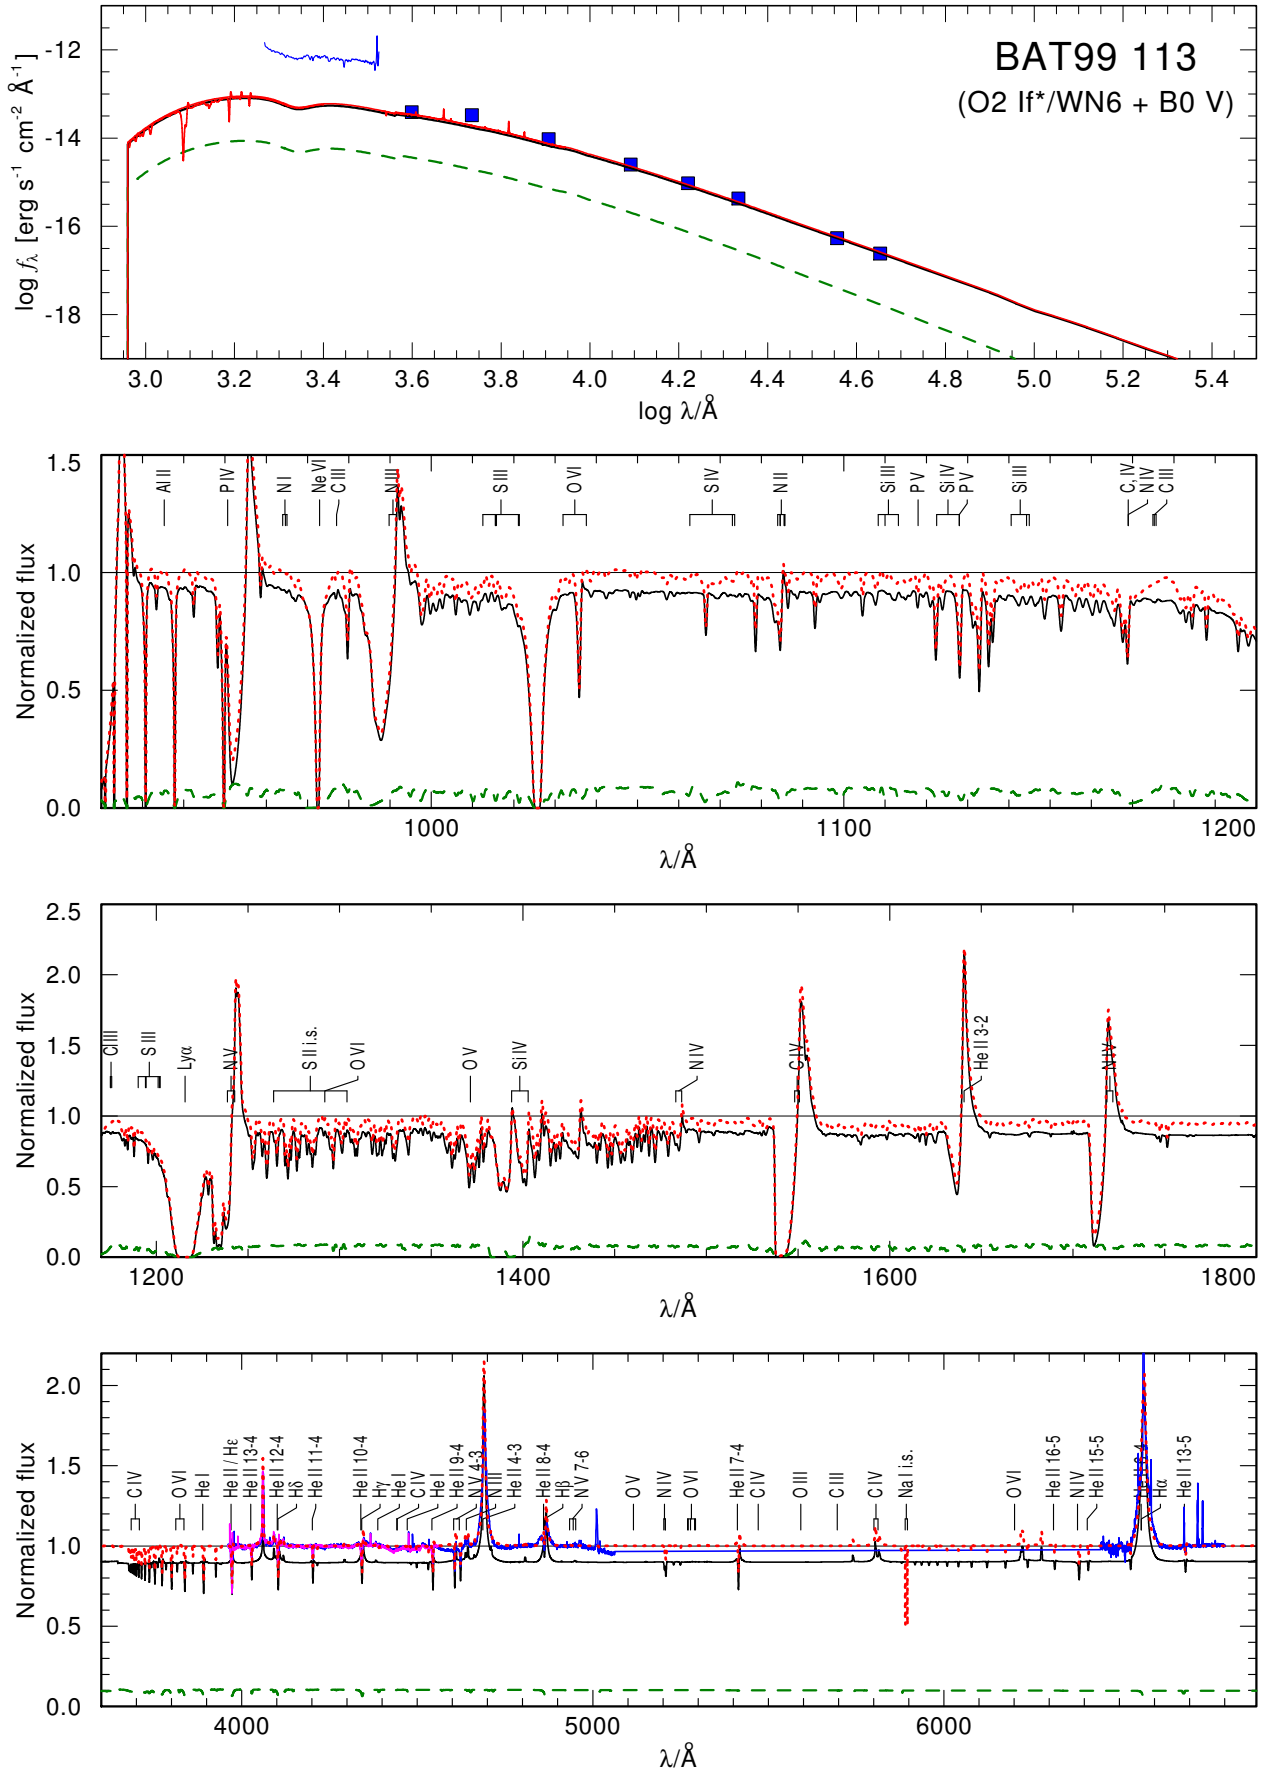 BAT99 113
(O2 If*/WN6 + B0 V)
log fλ [erg s-1 cm-2 Å-1]
-12
-14
-16
-18
3.0 3.2 3.4 3.6 3.8 4.0 4.2 4.4 4.6 4.8 5.0 5.2 5.4
log λ/Å
Normalized flux
1.5
1.0
0.5
0.0
Al II P IV N I Ne VI C III N III S III O VI S IV N II Si III P V Si IV P V Si III C, IV N IV C III
1000 1100 1200
λ/Å
Normalized flux
2.5
2.0
1.5
1.0
0.5
0.0
C III S III Lyα N V S II i.s. O VI O V Si IV N IV C IV He II 3-2 N IV
1200 1400 1600 1800
λ/Å
Normalized flux
2.0
1.5
1.0
0.5
0.0
C IV O VI He I He II / Hε He II 13-4 He II 12-4 Hδ He II 11-4 He II 10-4 Hγ He I C IV He I He II 9-4 N V 4-3 N III He II 4-3 He II 8-4 Hβ N V 7-6 O V N IV O VI He II 7-4 C IV O III C III C IV Na I i.s. O VI He II 16-5 N IV He II 15-5 Hα He II 13-5
4000 5000 6000
λ/Å